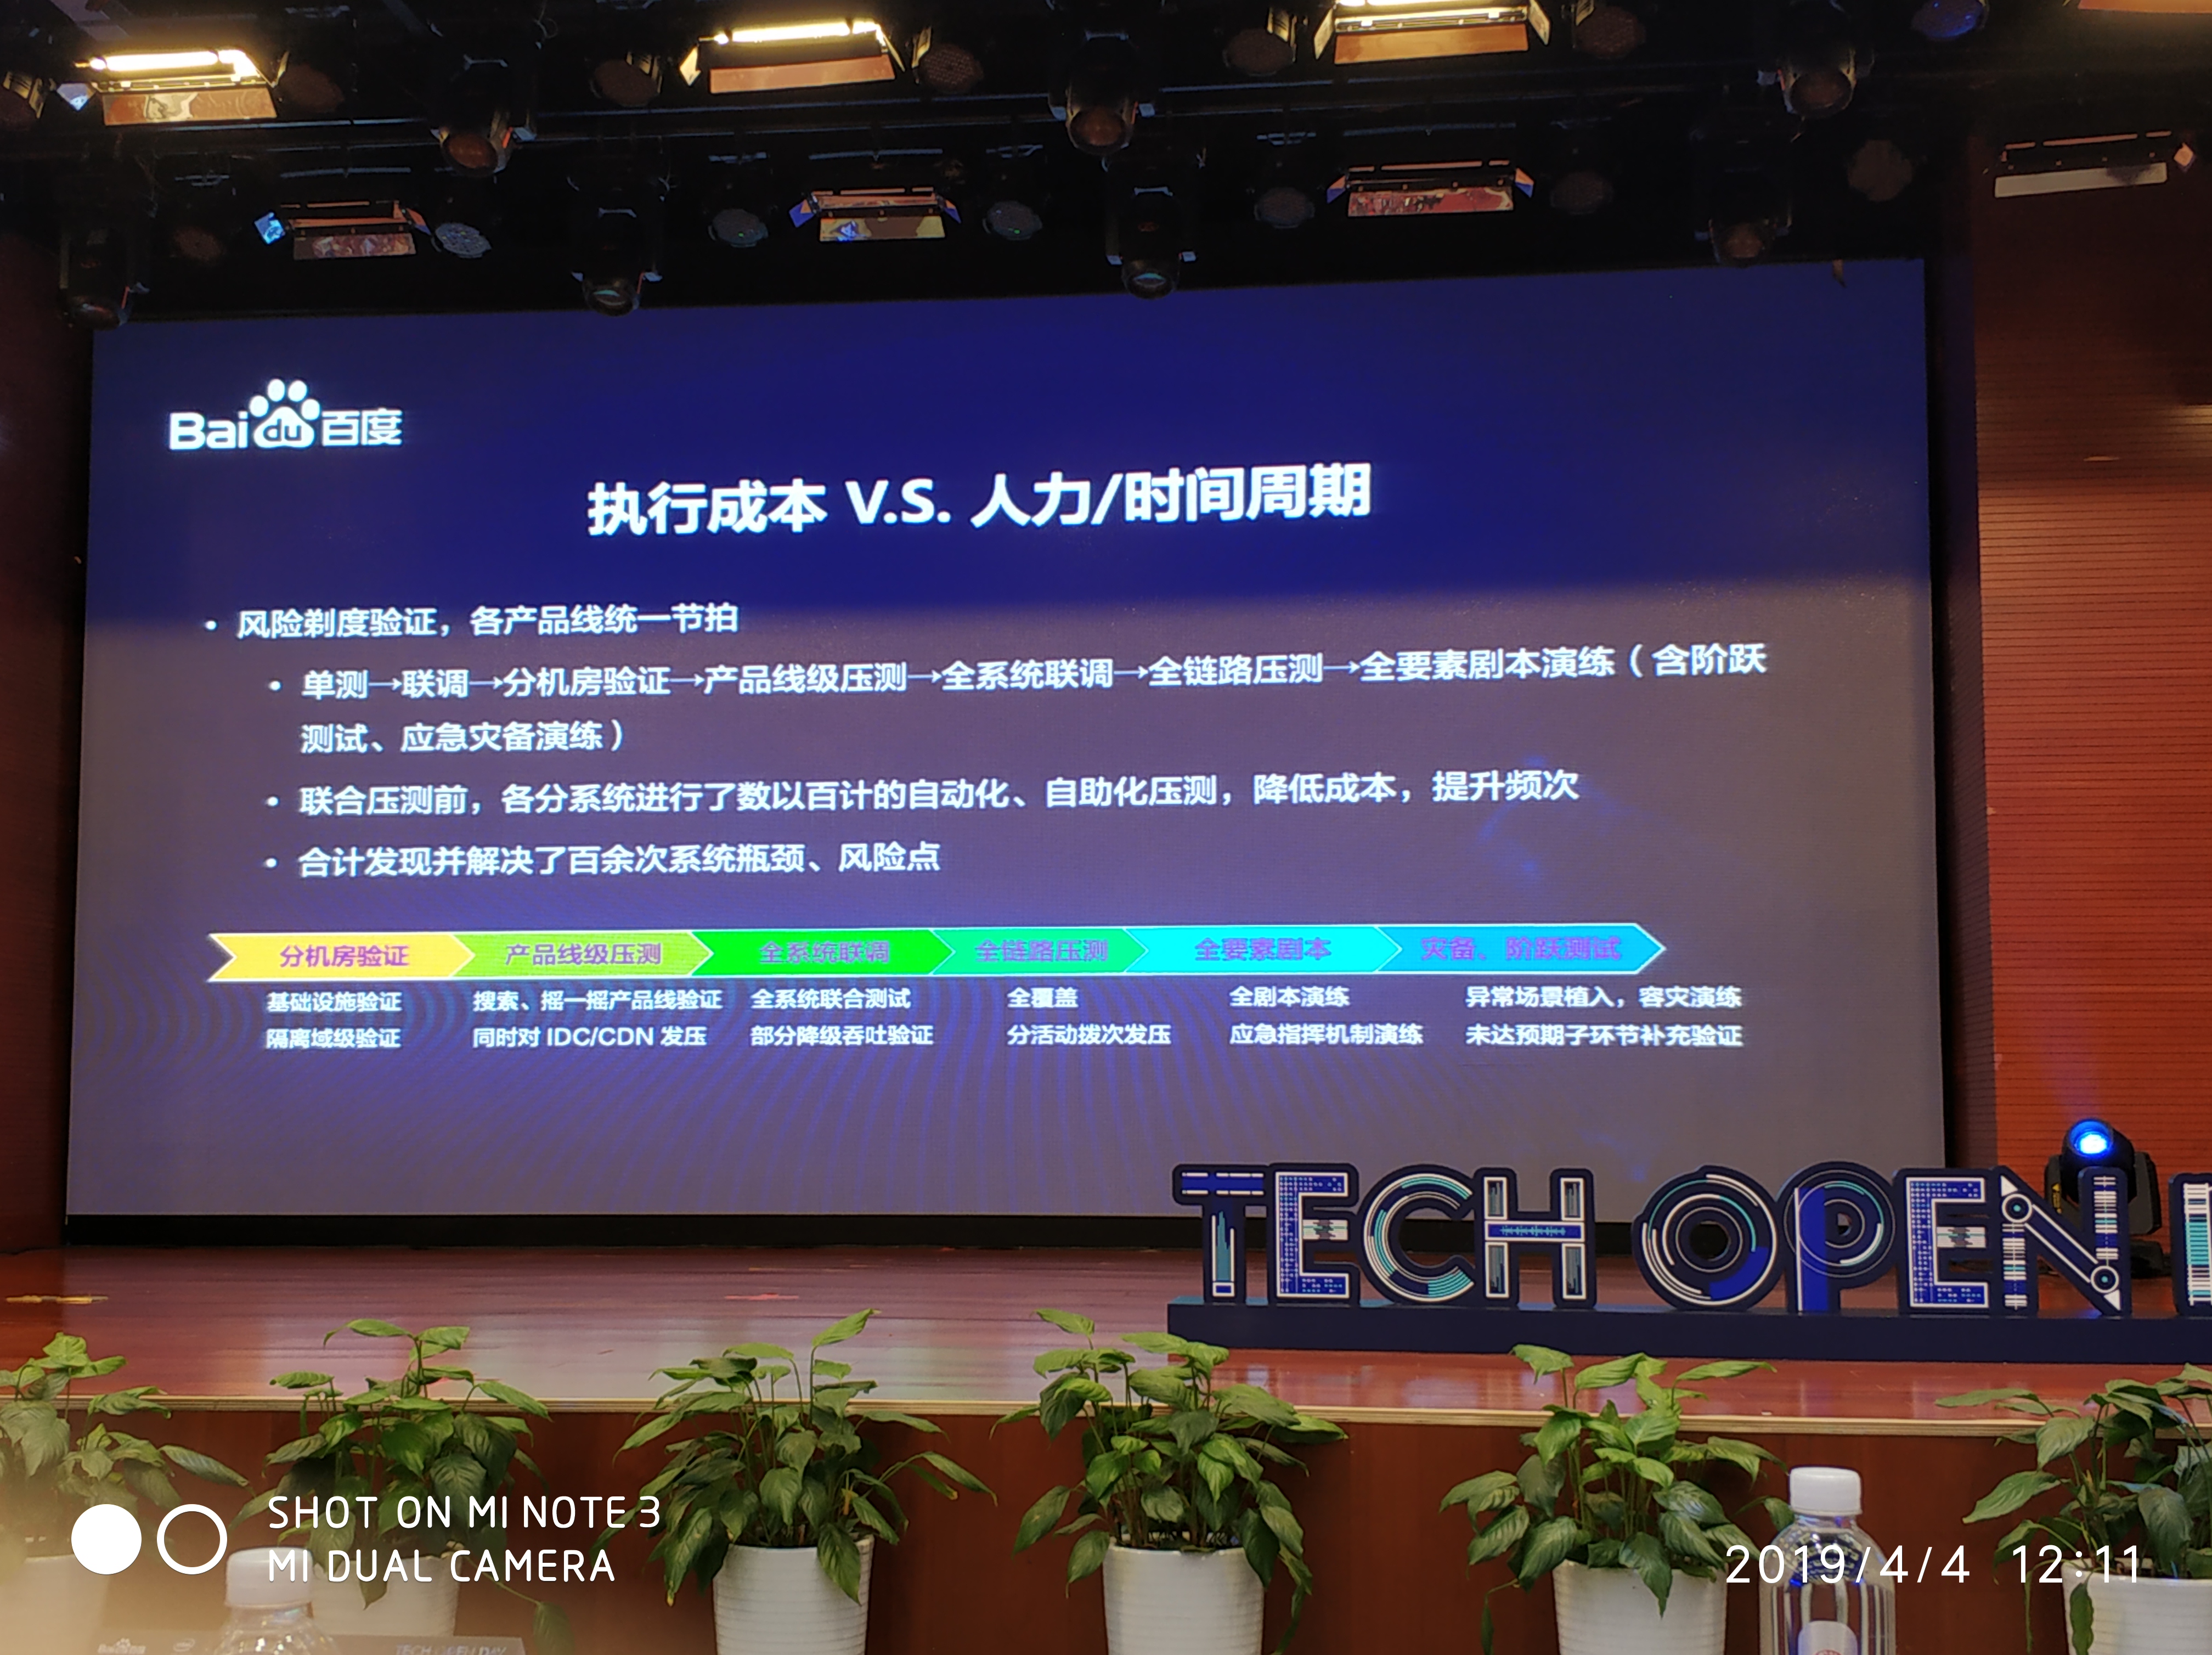 Bai du 百度
执行成本 V.S. 人力/时间周期
• 风险剃度验证，各产品线统一节拍
• 单测→联调→分机房验证→产品线级压测→全系统联调→全链路压测→全要素剧本演练（含阶跃
测试、应急灾备演练）
• 联合压测前，各分系统进行了数以百计的自动化、自助化压测，降低成本，提升频次
• 合计发现并解决了百余次系统瓶颈、风险点
分机房验证 产品线级压测 全系统联调 全链路压测 全要素剧本 灾备、阶跃测试
基础设施验证 搜索、摇一摇产品线验证 全系统联合测试 全覆盖 全剧本演练 异常场景植入，容灾演练
隔离域级验证 同时对 IDC/CDN 发压 部分降级吞吐验证 分活动拨次发压 应急指挥机制演练 未达预期子环节补充验证
TECH OPEN
SHOT ON MI NOTE 3
MI DUAL CAMERA
2019/4/4 12:11
TECH OPEN DAY